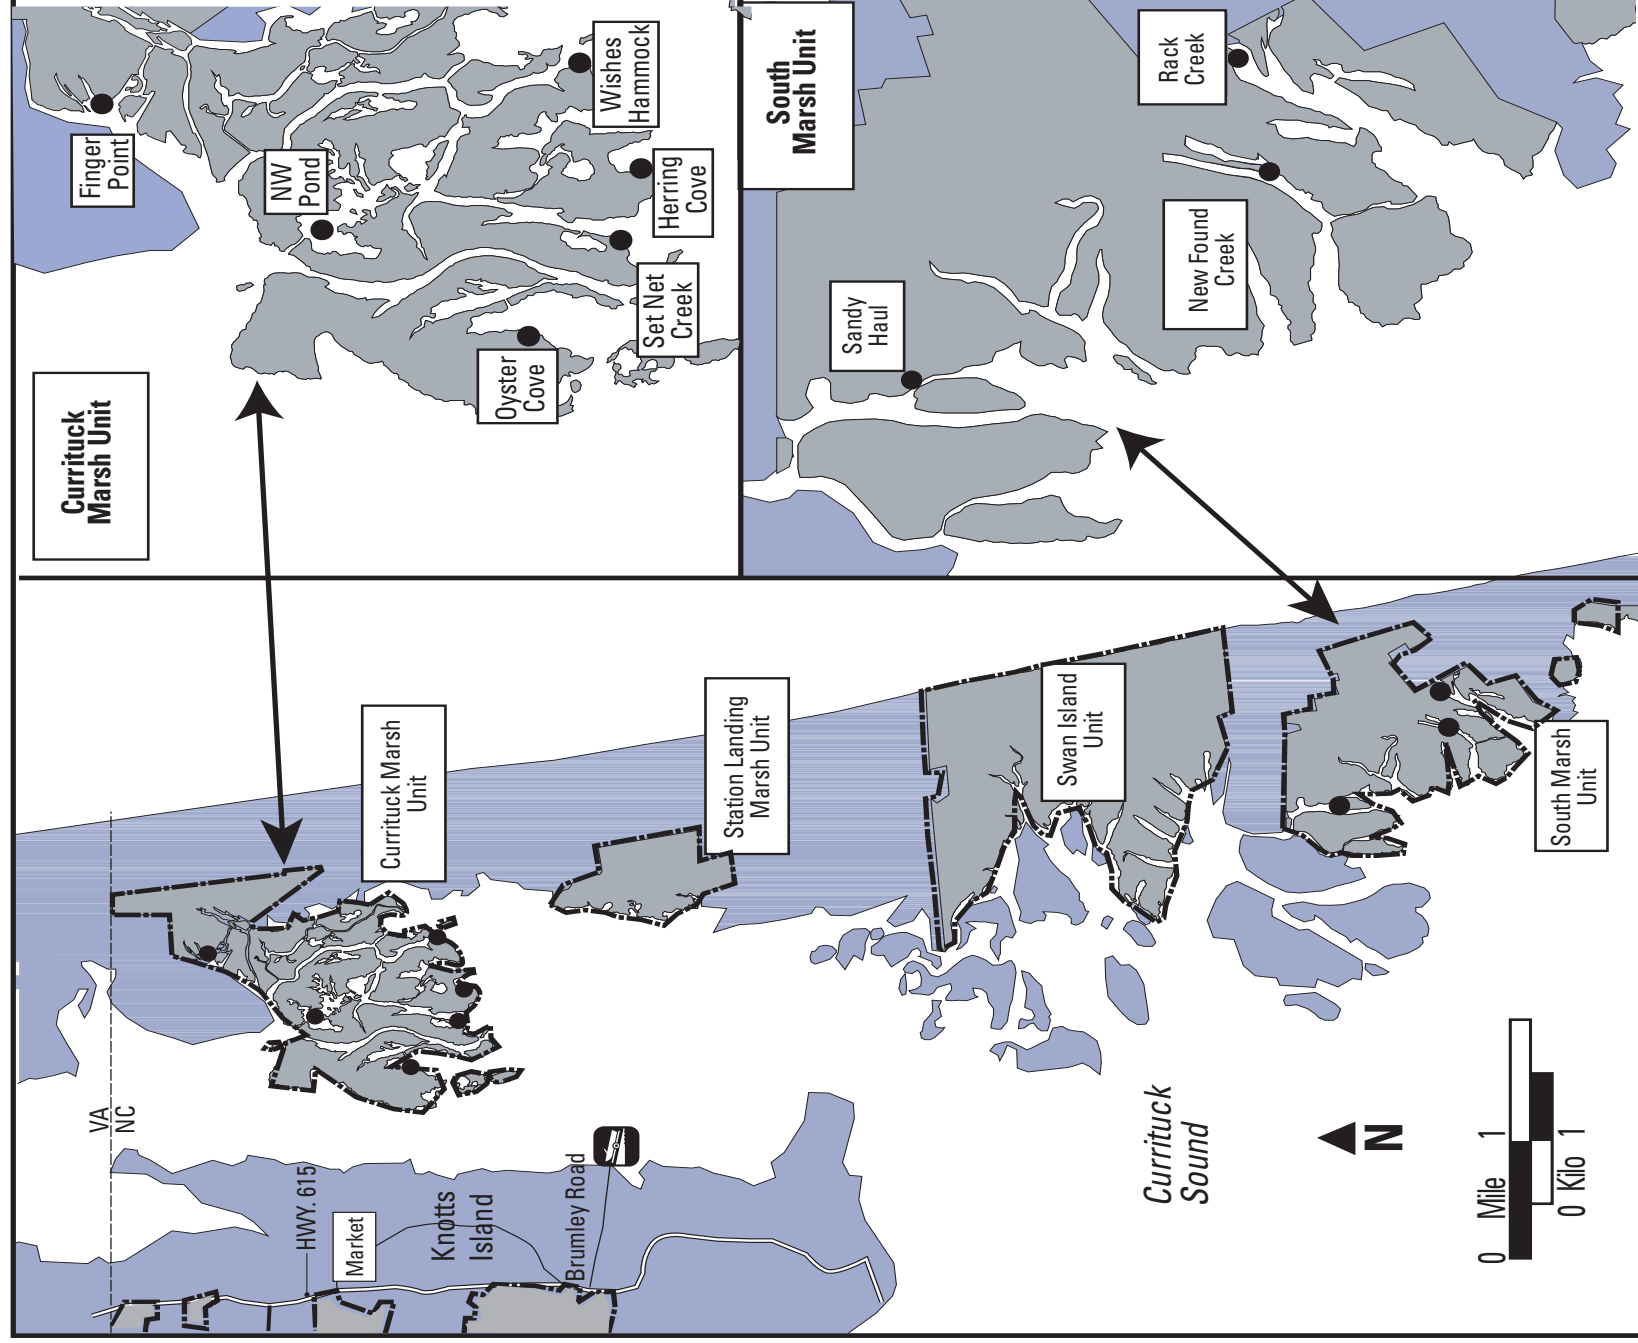 Currituck
Marsh Unit
Finger
Point
NW
Pond
Wishes
Hammock
Herring
Cove
Set Net
Creek
Oyster
Cove
South
Marsh Unit
Rack
Creek
New Found
Creek
Sandy
Haul
VA
NC
HWY. 615
Market
Knotts
Island
Brumley Road
Currituck Marsh
Unit
Station Landing
Marsh Unit
Swan Island
Unit
South Marsh
Unit
Currituck
Sound
N
0 Mile 1
0 Kilo 1